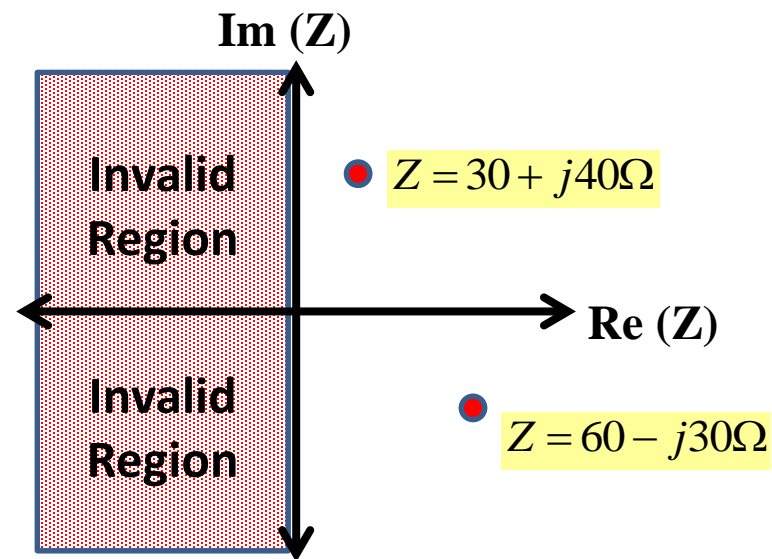 Im (Z)
Invalid
Region
Z = 30 + j40Ω
Re (Z)
Invalid
Region
Z = 60 − j30Ω